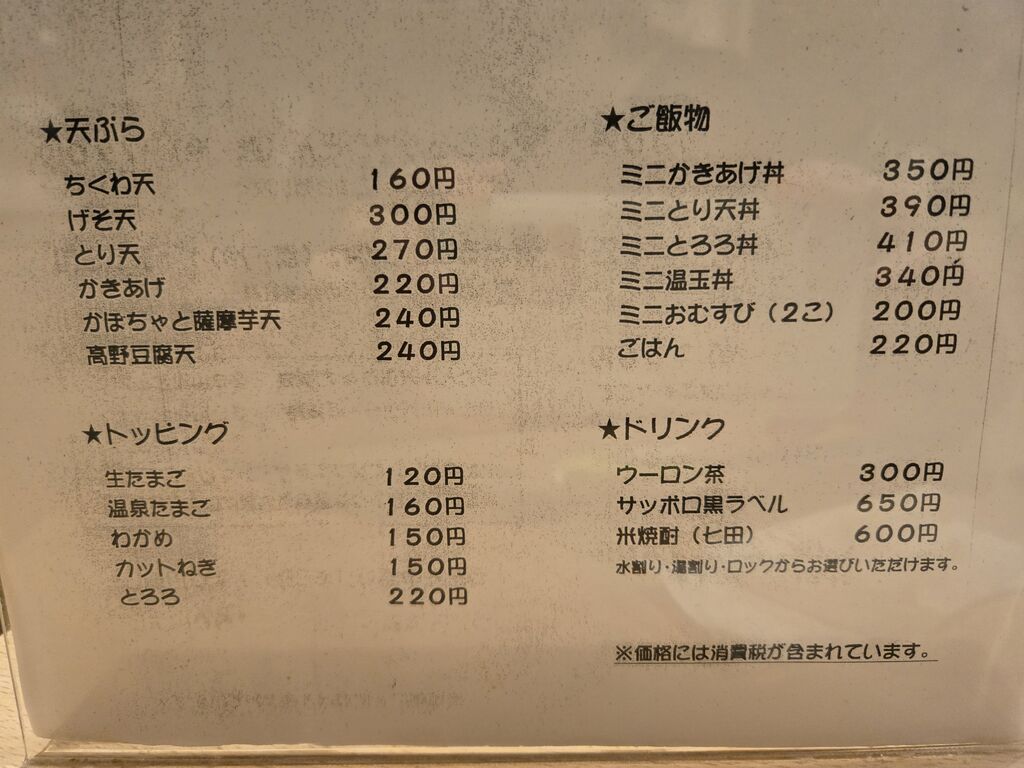 ★天ぷら
ちくわ天 160円
げそ天 300円
とり天 270円
かきあげ 220円
かぼちゃと薩摩芋天 240円
高野豆腐天 240円
★トッピング
生たまご 120円
温泉たまご 160円
わかめ 150円
カットねぎ 150円
とろろ 220円
★ご飯物
ミニかきあげ丼 350円
ミニとり天丼 390円
ミニとろろ丼 410円
ミニ温玉丼 340円
ミニおむすび（2こ） 200円
ごはん 220円
★ドリンク
ウーロン茶 300円
サッポロ黒ラベル 650円
米焼酎（七田） 600円
水割り・湯割り・ロックからお選びいただけます。
※価格には消費税が含まれています。